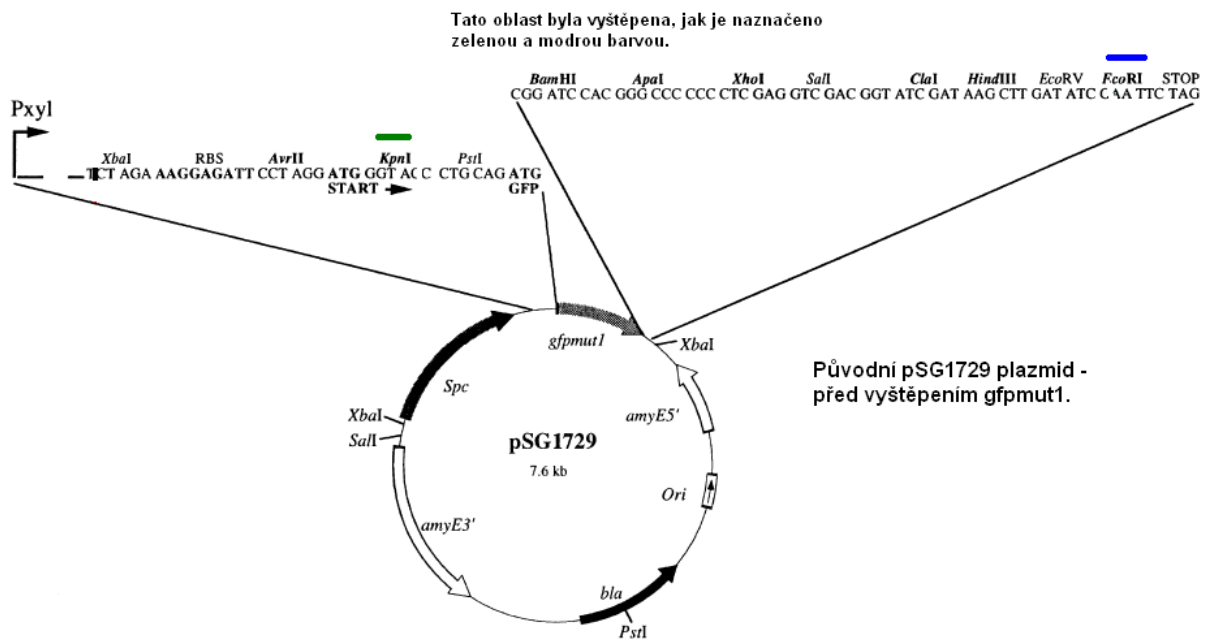 Tato oblast byla vyštěpena, jak je naznačeno
zelenou a modrou barvou.
BamHI ApaI XhoI SalI ClaI HindIII EcoRV EcoRI STOP
CGG ATC CAC GGG CCC CCC CTC GAG GTC GAC GGT ATC GAT AAG CTT GAT ATC GAA TTC TAG
Pxyl
XbaI RBS AvrII KpnI PstI
TCT AGA AAGGAGATT CCT AGG ATG GGT ACC CTG CAG ATG
START GFP
gfpmut1
XbaI
Původní pSG1729 plazmid -
před vyštěpením gfpmut1.
Spc
amyE5'
XbaI
SalI
pSG1729
7.6 kb
Ori
amyE3'
bla
PstI